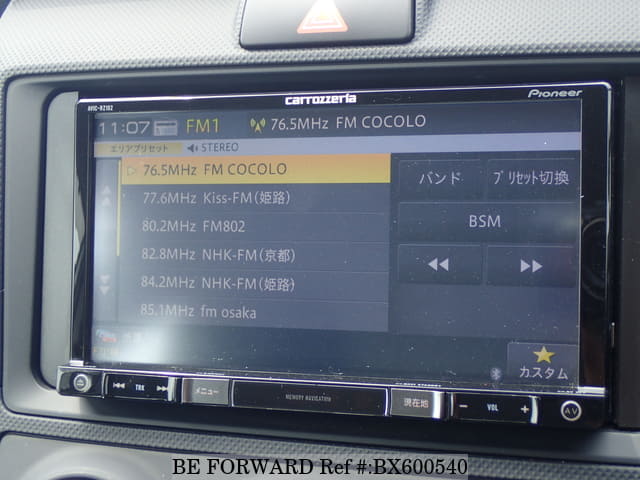 AVIC-RZ102
carrozzeria
Pioneer
11:07 FM1 76.5MHz FM COCOLO
エリアプリセット STEREO
76.5MHz FM COCOLO
77.6MHz Kiss-FM(姫路)
80.2MHz FM802
82.8MHz NHK-FM(京都)
84.2MHz NHK-FM(姫路)
85.1MHz fm osaka
バンド プリセット切換
BSM
カスタム
TRK メニュー MEMORY NAVIGATION 現在地 － VOL + AV
BE FORWARD Ref #:BX600540